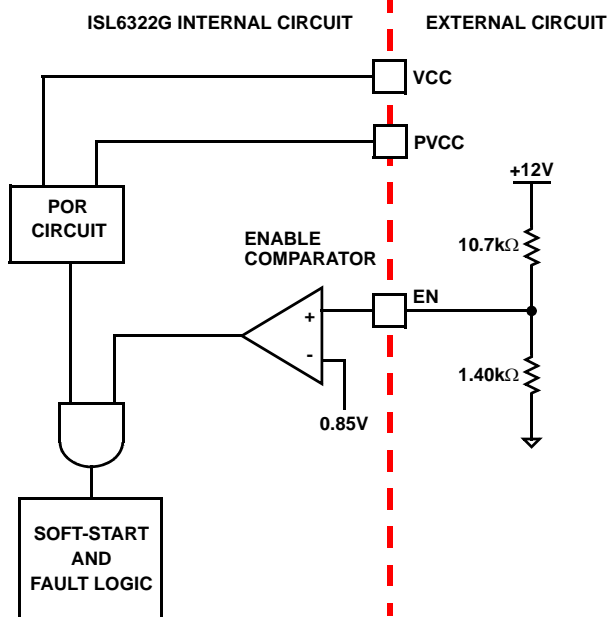 ISL6322G INTERNAL CIRCUIT
EXTERNAL CIRCUIT
VCC
PVCC
+12V
POR
CIRCUIT
10.7kΩ
ENABLE
COMPARATOR
EN
+
-
1.40kΩ
0.85V
SOFT-START
AND
FAULT LOGIC